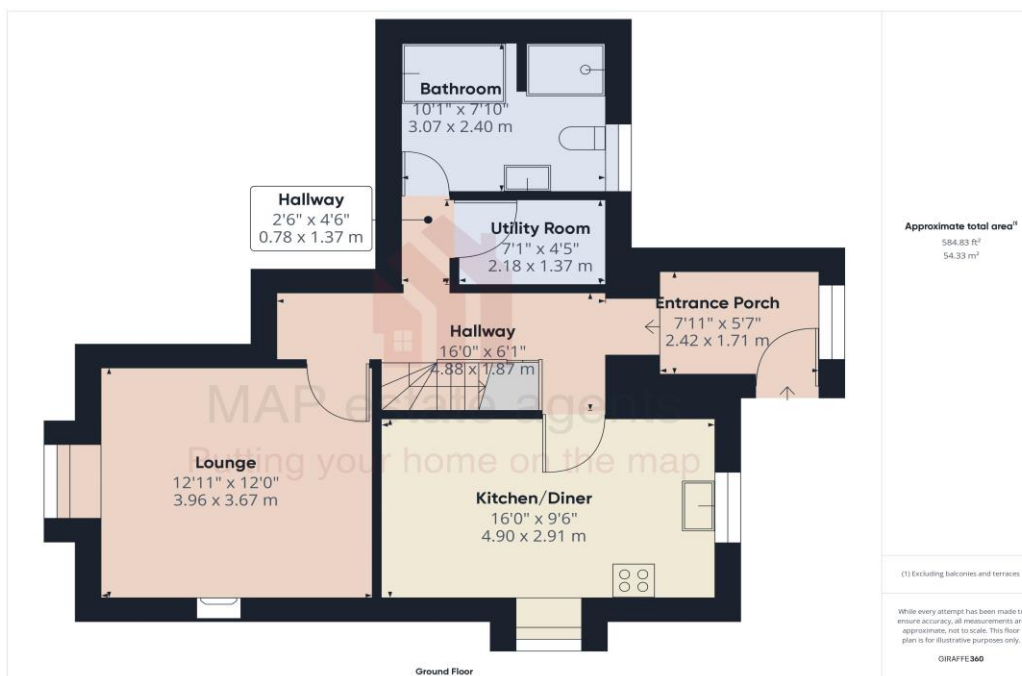 Bathroom
10'1" x 7'10"
3.07 x 2.40 m
Hallway
2'6" x 4'6"
0.78 x 1.37 m
Utility Room
7'1" x 4'5"
2.18 x 1.37 m
Entrance Porch
7'11" x 5'7"
2.42 x 1.71 m
Hallway
16'0" x 6'1"
4.88 x 1.87 m
MAP estate agents
Putting your home on the map
Lounge
12'11" x 12'0"
3.96 x 3.67 m
Kitchen/Diner
16'0" x 9'6"
4.90 x 2.91 m
Ground Floor
Approximate total area(1)
584.83 ft²
54.33 m²
(1) Excluding balconies and terraces
While every attempt has been made to
ensure accuracy, all measurements are
approximate, not to scale. This floor
plan is for illustrative purposes only.
GIRAFFE360